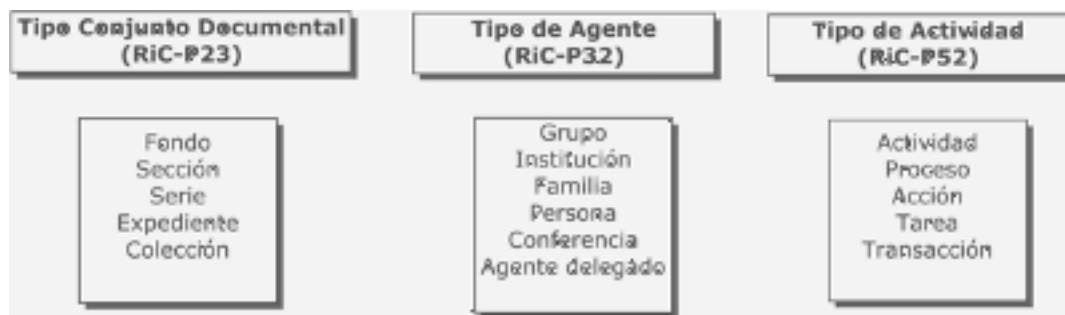 Tipo Conjunto Documental
(RiC-P23)
Tipo de Agente
(RiC-P32)
Tipo de Actividad
(RiC-P52)
Fondo
Sección
Serie
Expediente
Colección
Grupo
Institución
Familia
Persona
Conferencia
Agente delegado
Actividad
Proceso
Acción
Tarea
Transacción